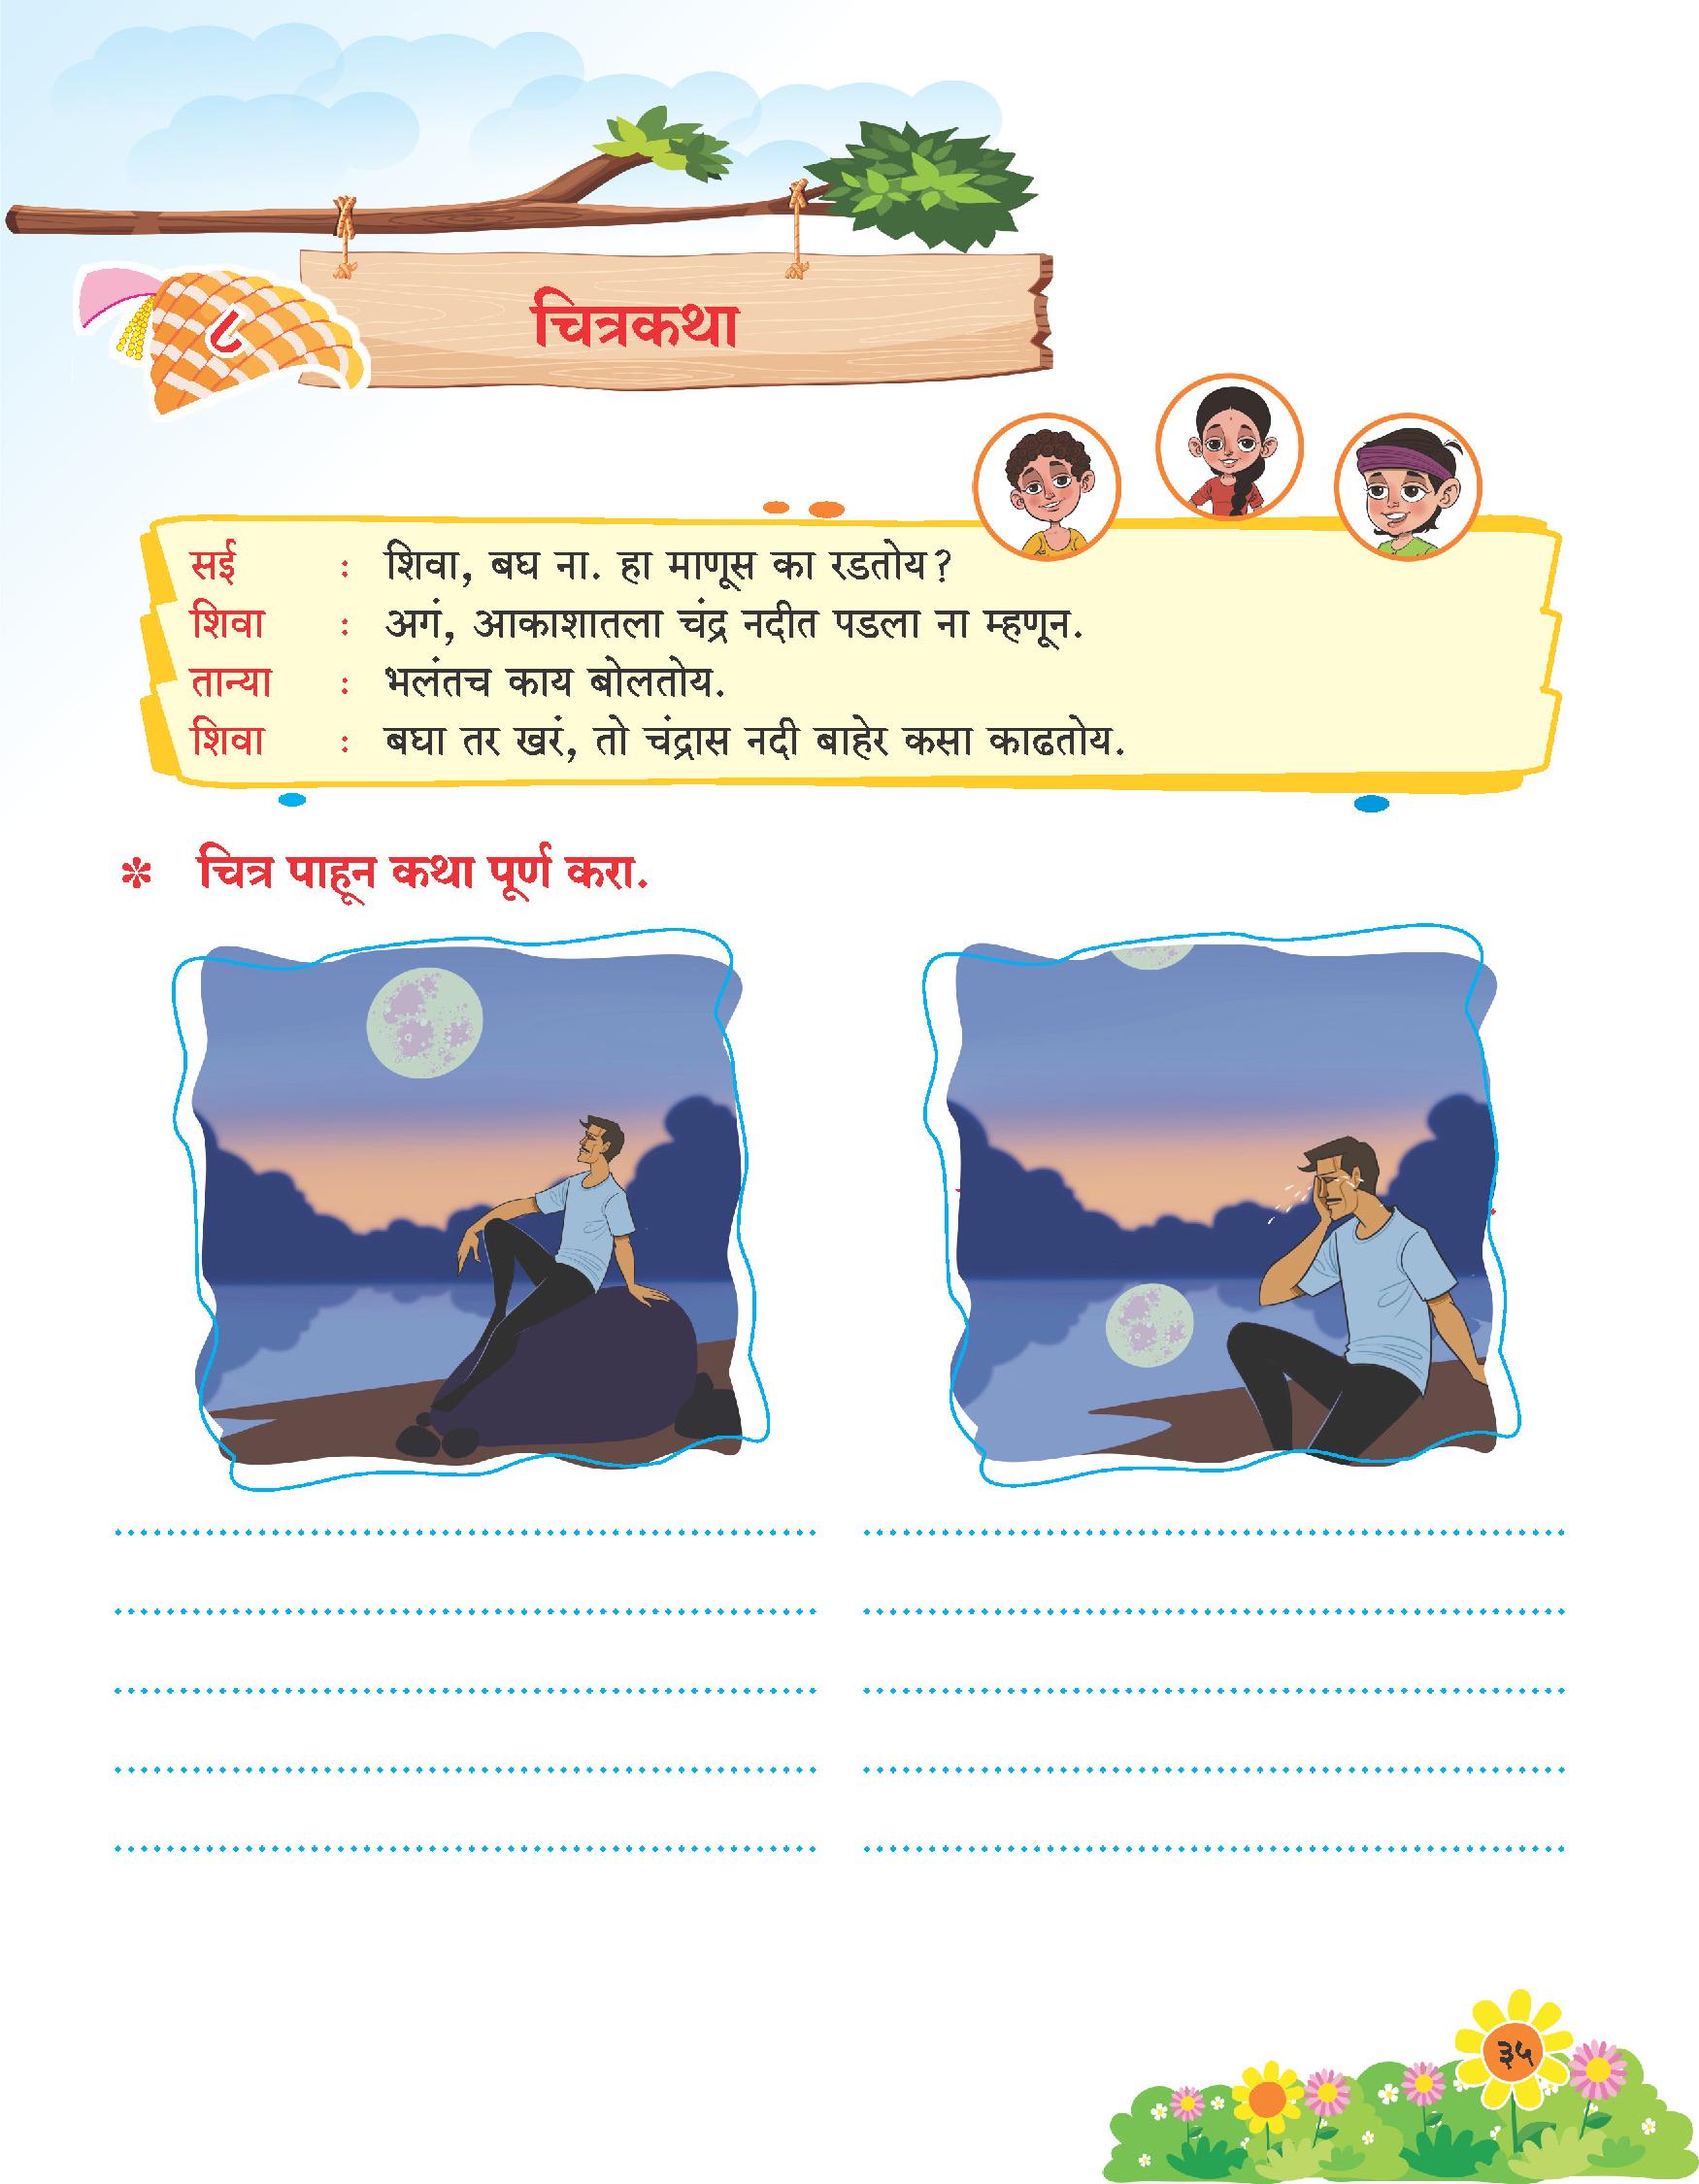 ८
चित्रकथा
सई : शिवा, बघ ना. हा माणूस का रडतोय?
शिवा : अगं, आकाशातला चंद्र नदीत पडला ना म्हणून.
तान्या : भलंतच काय बोलतोय.
शिवा : बघा तर खरं, तो चंद्रास नदी बाहेर कसा काढतोय.
* चित्र पाहून कथा पूर्ण करा.
३५